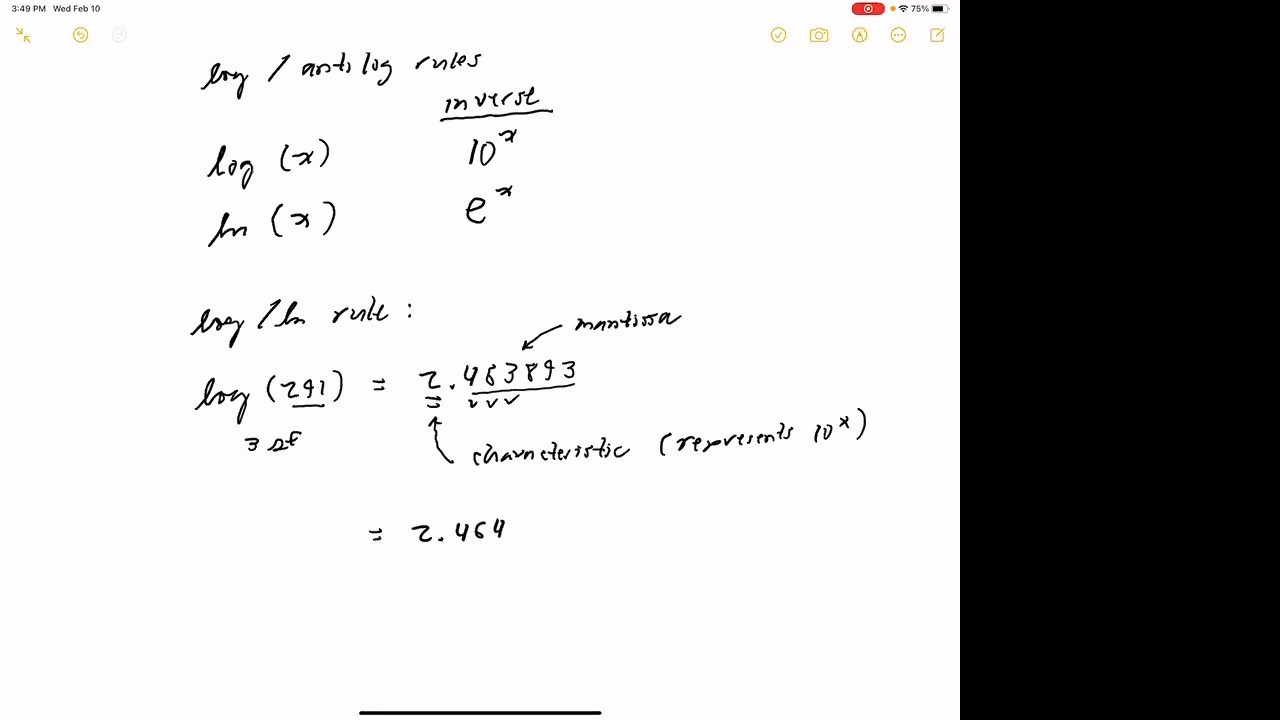 3:49 PM Wed Feb 10 75%
log / antilog rules
inverse
log (x) 10^x
ln (x) e^x
log / ln rule :
mantissa
log (291) = 2.463893
3 sf
characteristic (represents 10^x)
= 2.464